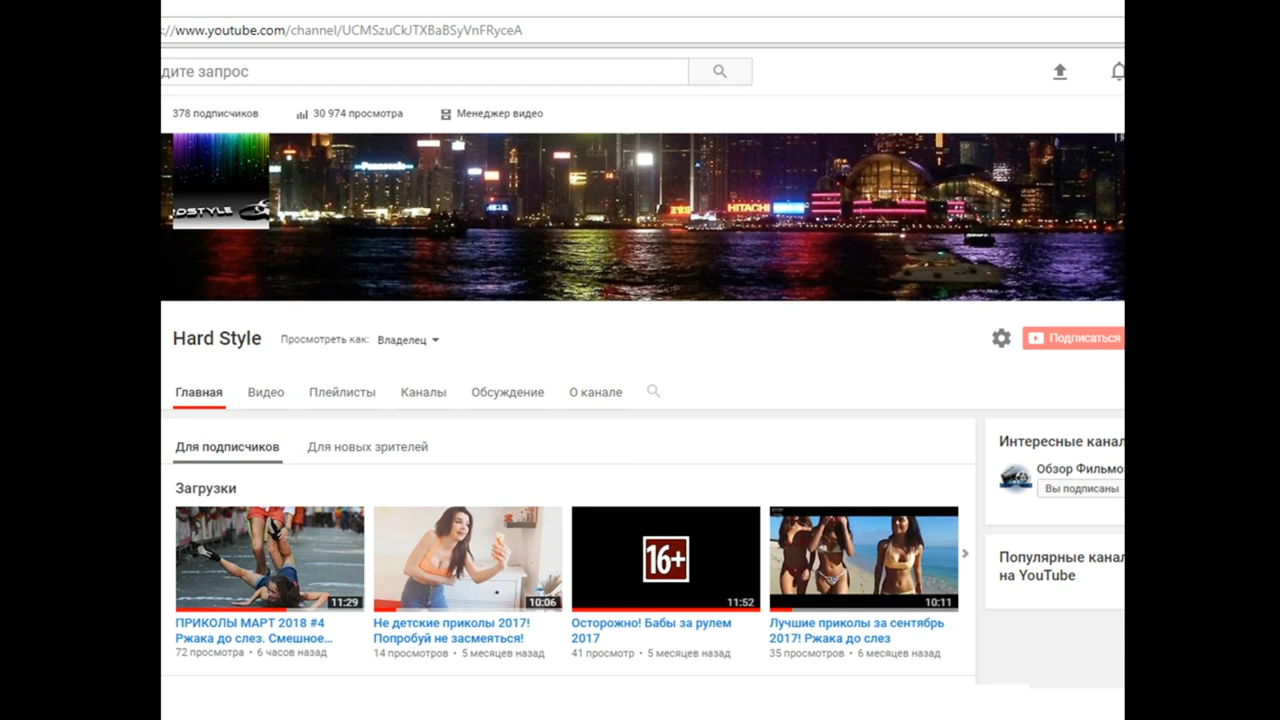 ://www.youtube.com/channel/UCMSzuCkJTXBaBSyVnFRyceA
дите запрос
378 подписчиков 30 974 просмотра Менеджер видео
Panasonic
HITACHI
DSTYLE
Hard Style Просмотреть как: Владелец Подписаться
Главная Видео Плейлисты Каналы Обсуждение О канале
Для подписчиков Для новых зрителей
Загрузки
11:29 10:06 16+ 11:52 10:11
ПРИКОЛЫ МАРТ 2018 #4
Ржака до слез. Смешное...
72 просмотра • 6 часов назад
Не детские приколы 2017!
Попробуй не засмеяться!
14 просмотров • 5 месяцев назад
Осторожно! Бабы за рулем
2017
41 просмотр • 5 месяцев назад
Лучшие приколы за сентябрь
2017! Ржака до слез
35 просмотров • 6 месяцев назад
Интересные канал
Обзор Фильмо
Вы подписаны
Популярные канал
на YouTube